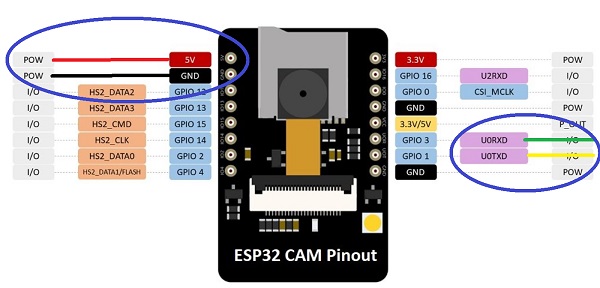 POW 5V 3.3V POW
POW GND GPIO 16 U2RXD I/O
I/O HS2_DATA2 GPIO 12 GPIO 0 CSI_MCLK I/O
I/O HS2_DATA3 GPIO 13 GND POW
I/O HS2_CMD GPIO 15 3.3V/5V P_OUT
I/O HS2_CLK GPIO 14 GPIO 3 U0RXD I/O
I/O HS2_DATA0 GPIO 2 GPIO 1 U0TXD I/O
I/O HS2_DATA1/FLASH GPIO 4 GND POW
ESP32 CAM Pinout